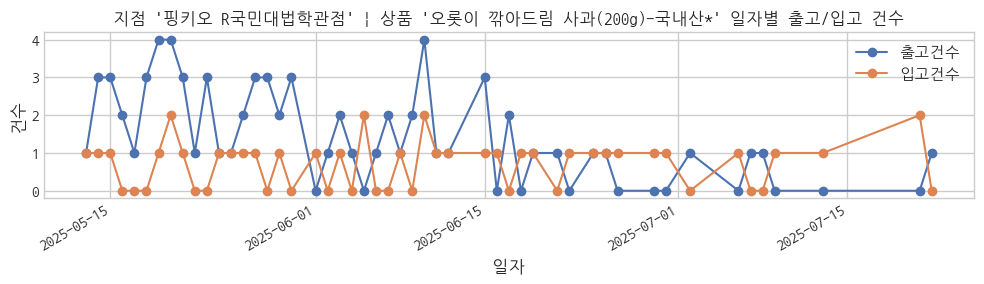 지점 '핑키오 R국민대법학관점' | 상품 '오롯이 깎아드림 사과(200g)-국내산*' 일자별 출고/입고 건수
건수
4
3
2
1
0
출고건수
입고건수
2025-05-15
2025-06-01
2025-06-15
2025-07-01
2025-07-15
일자